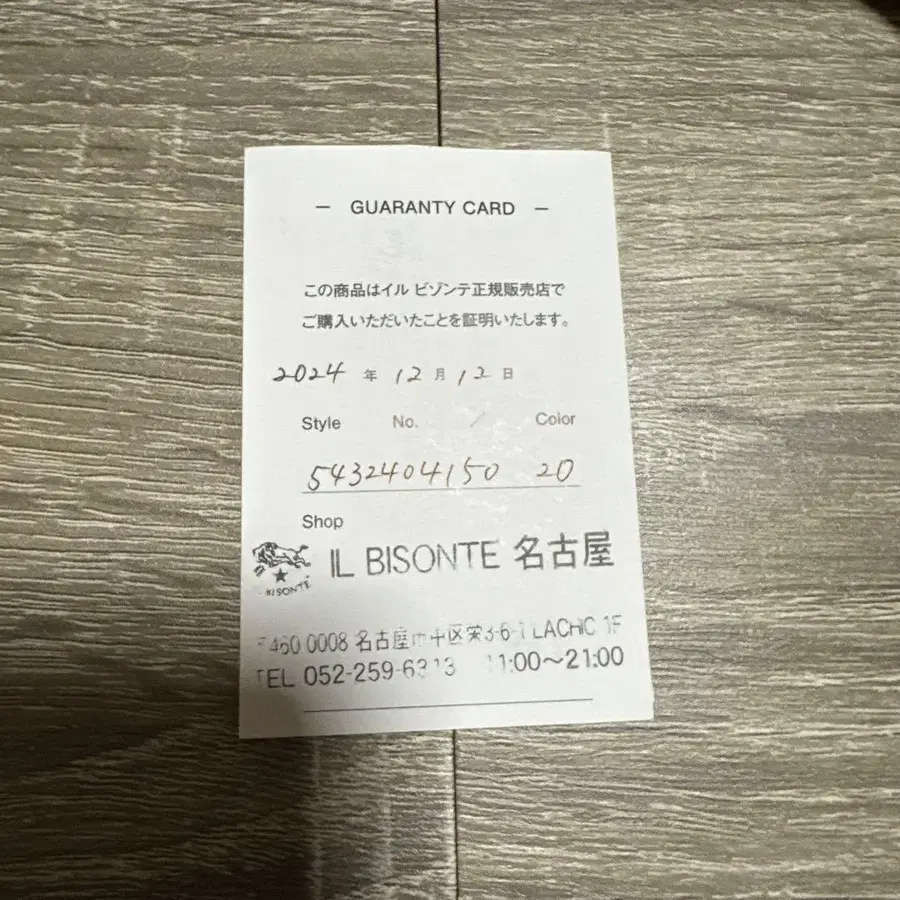 — GUARANTY CARD —
この商品はイル ビゾンテ正規販売店で
ご購入いただいたことを証明いたします。
2024 年 12 月 12 日
Style No. / Color
5432404150 20
Shop
BISONTE
IL BISONTE 名古屋
460 0008 名古屋市中区栄3-6-1 LACHIC 1F
TEL 052-259-6313 11:00～21:00